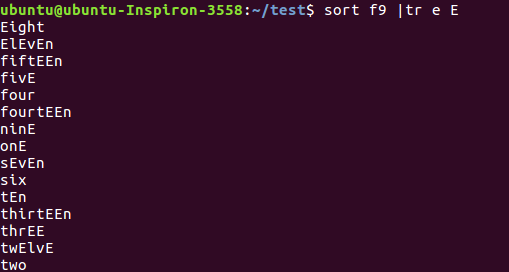 ubuntu@ubuntu-Inspiron-3558:~/test$ sort f9 |tr e E
Eight
ElEvEn
fiftEEn
fivE
four
fourtEEn
ninE
onE
sEvEn
six
tEn
thirtEEn
thrEE
twElvE
two